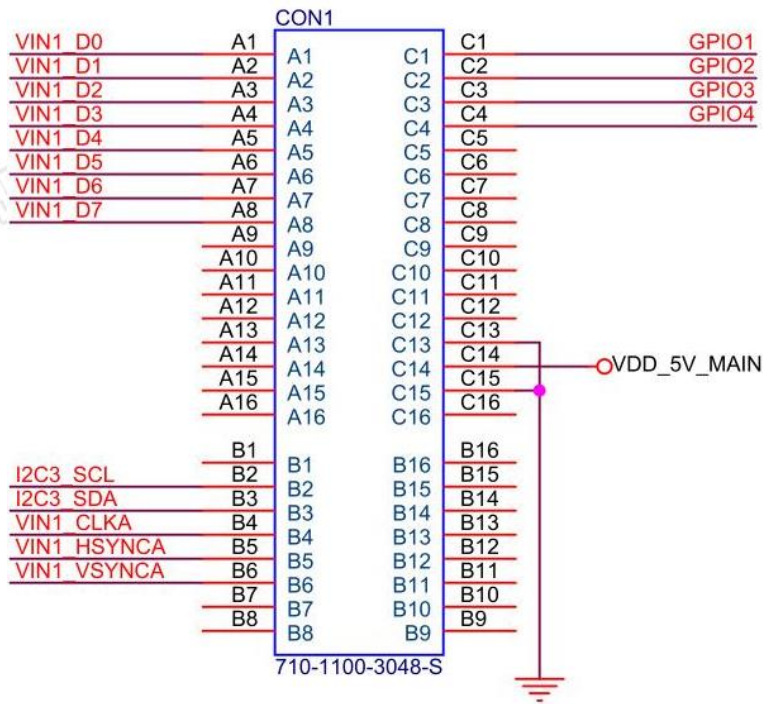 CON1
VIN1_D0 A1 A1 C1 C1 GPIO1
VIN1_D1 A2 A2 C2 C2 GPIO2
VIN1_D2 A3 A3 C3 C3 GPIO3
VIN1_D3 A4 A4 C4 C4 GPIO4
VIN1_D4 A5 A5 C5 C5
VIN1_D5 A6 A6 C6 C6
VIN1_D6 A7 A7 C7 C7
VIN1_D7 A8 A8 C8 C8
A9 A9 C9 C9
A10 A10 C10 C10
A11 A11 C11 C11
A12 A12 C12 C12
A13 A13 C13 C13
A14 A14 C14 C14 VDD_5V_MAIN
A15 A15 C15 C15
A16 A16 C16 C16
B1 B1 B16 B16
I2C3_SCL B2 B2 B15 B15
I2C3_SDA B3 B3 B14 B14
VIN1_CLKA B4 B4 B13 B13
VIN1_HSYNCA B5 B5 B12 B12
VIN1_VSYNCA B6 B6 B11 B11
B7 B7 B10 B10
B8 B8 B9 B9
710-1100-3048-S